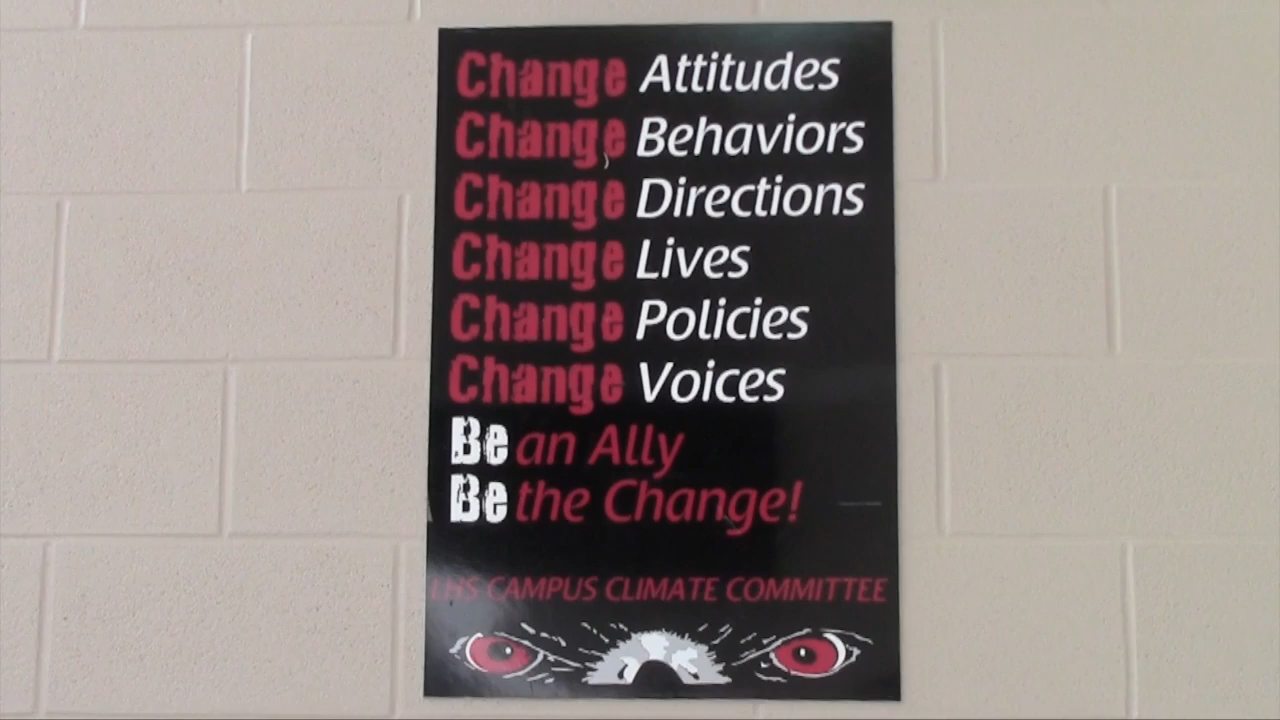 Change Attitudes
Change Behaviors
Change Directions
Change Lives
Change Policies
Change Voices
Be an Ally
Be the Change!
LHS CAMPUS CLIMATE COMMITTEE